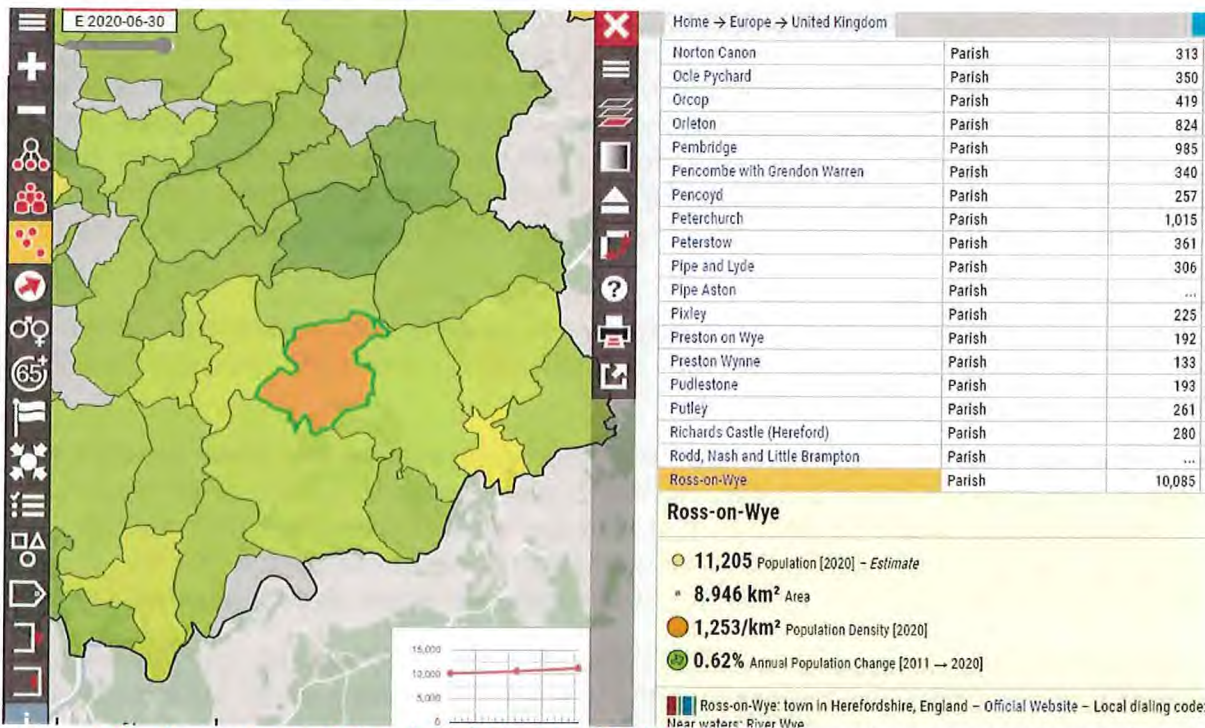 E 2020-06-30
65+
?
15,000
10,000
5,000
0
Home → Europe → United Kingdom
Norton Canon Parish 313
Ocle Pychard Parish 350
Orcop Parish 419
Orleton Parish 824
Pembridge Parish 985
Pencombe with Grendon Warren Parish 340
Pencoyd Parish 257
Peterchurch Parish 1,015
Peterstow Parish 361
Pipe and Lyde Parish 306
Pipe Aston Parish ...
Pixley Parish 225
Preston on Wye Parish 192
Preston Wynne Parish 133
Pudlestone Parish 193
Putley Parish 261
Richards Castle (Hereford) Parish 280
Rodd, Nash and Little Brampton Parish ...
Ross-on-Wye Parish 10,085
Ross-on-Wye
11,205 Population [2020] – Estimate
8.946 km² Area
1,253/km² Population Density [2020]
0.62% Annual Population Change [2011 → 2020]
Ross-on-Wye: town in Herefordshire, England – Official Website – Local dialing code:
Near waters: River Wye